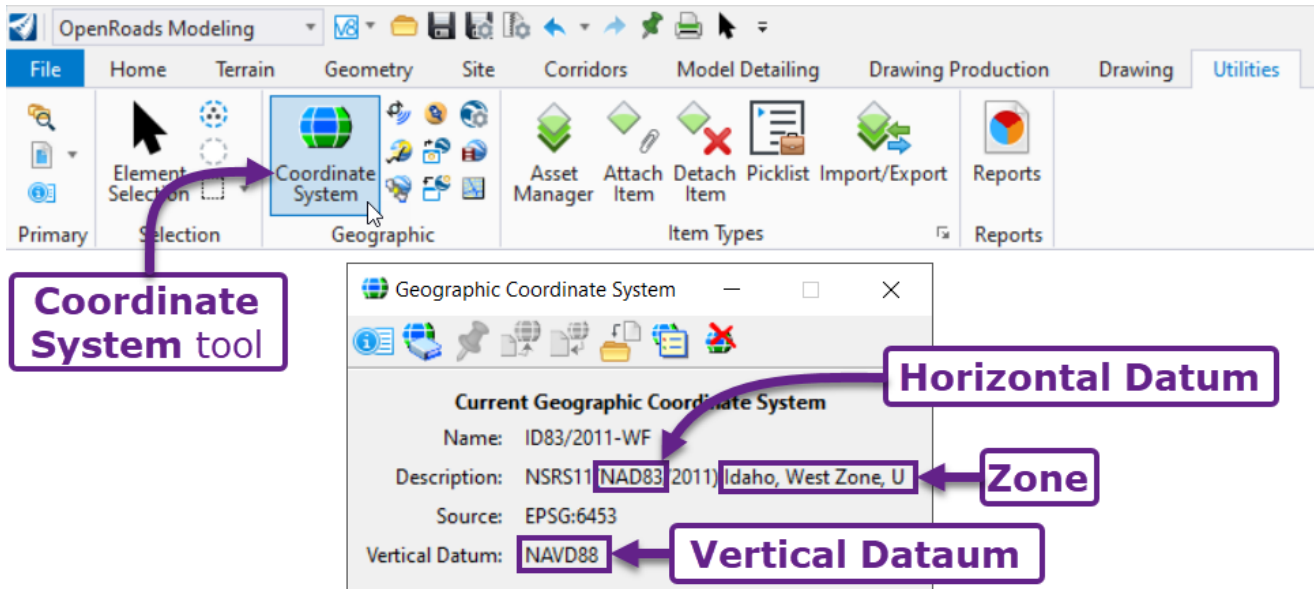 OpenRoads Modeling
V8
File Home Terrain Geometry Site Corridors Model Detailing Drawing Production Drawing Utilities
Element
Selection
Coordinate
System
Asset
Manager
Attach
Item
Detach
Item
Picklist
Import/Export
Reports
Primary Selection Geographic Item Types Reports
Coordinate
System tool
Geographic Coordinate System
Horizontal Datum
Current Geographic Coordinate System
Name: ID83/2011-WF
Description: NSRS11(NAD83/2011) Idaho, West Zone, U
Zone
Source: EPSG:6453
Vertical Datum: NAVD88
Vertical Dataum